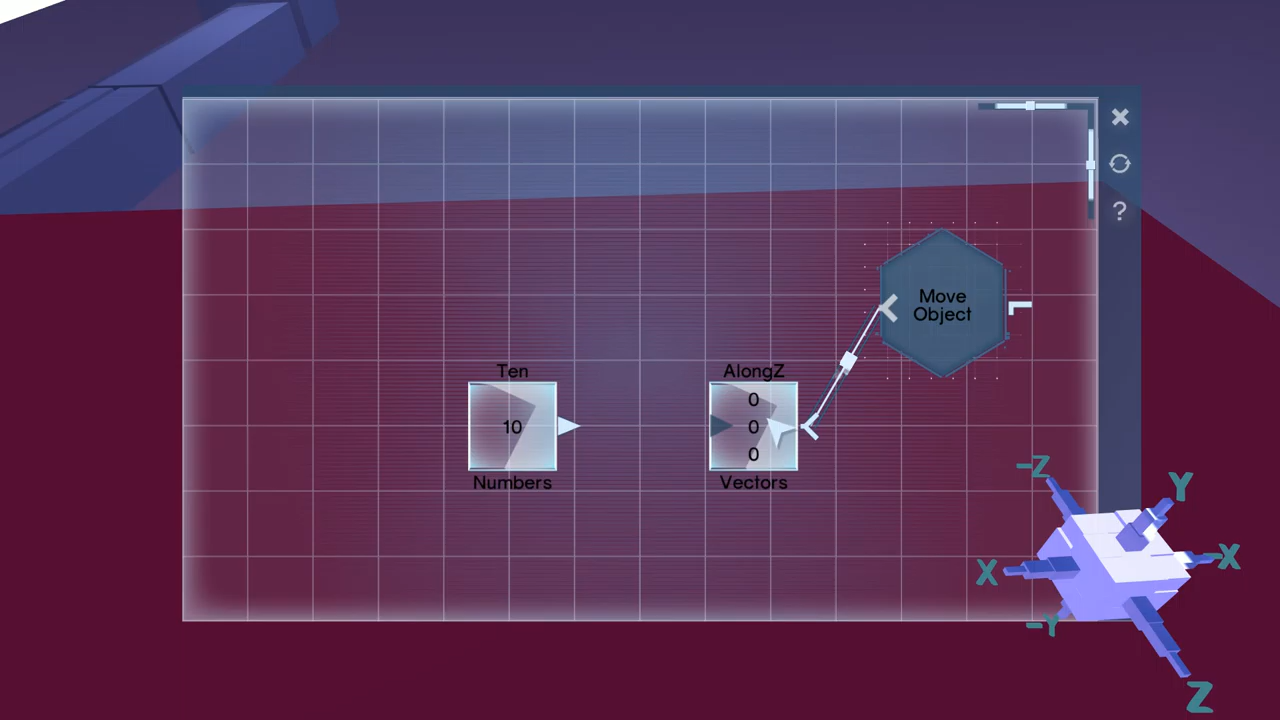 ?
Move
Object
Ten
10
Numbers
AlongZ
0
0
0
Vectors
-Z
Y
X
-X
-Y
Z